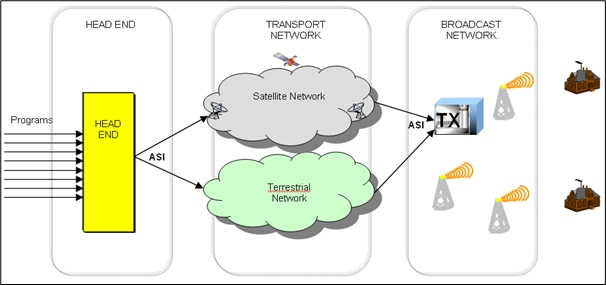 HEAD END
TRANSPORT
NETWORK
BROADCAST
NETWORK
Programs
HEAD
END
ASI
Satellite Network
Terrestrial
Network
ASI
TX